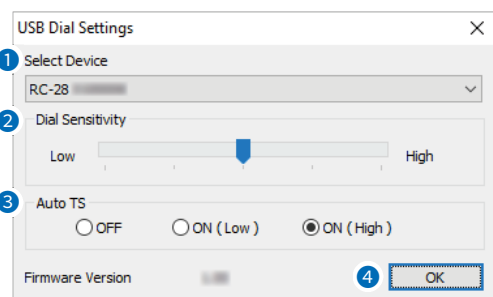 USB Dial Settings
1 Select Device
RC-28
2 Dial Sensitivity
Low High
3 Auto TS
OFF ON ( Low ) ON ( High )
Firmware Version 4 OK